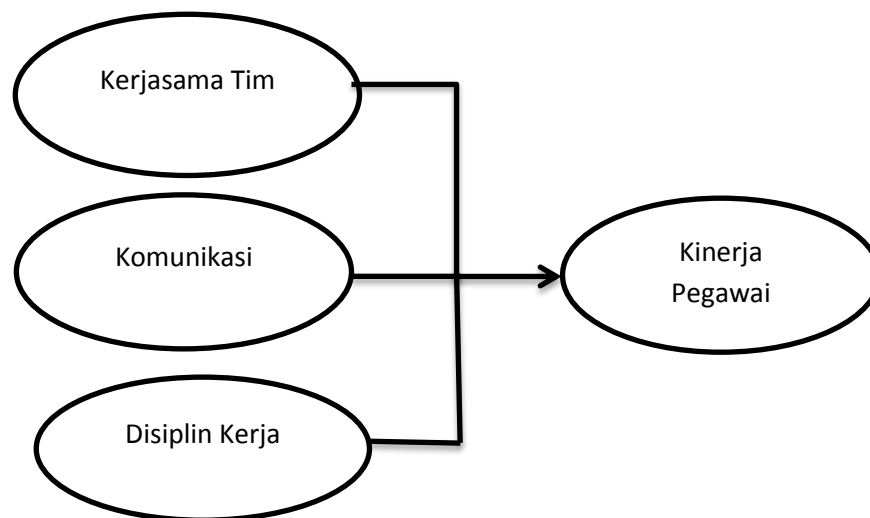 Kerjasama Tim
Komunikasi
Disiplin Kerja
Kinerja
Pegawai